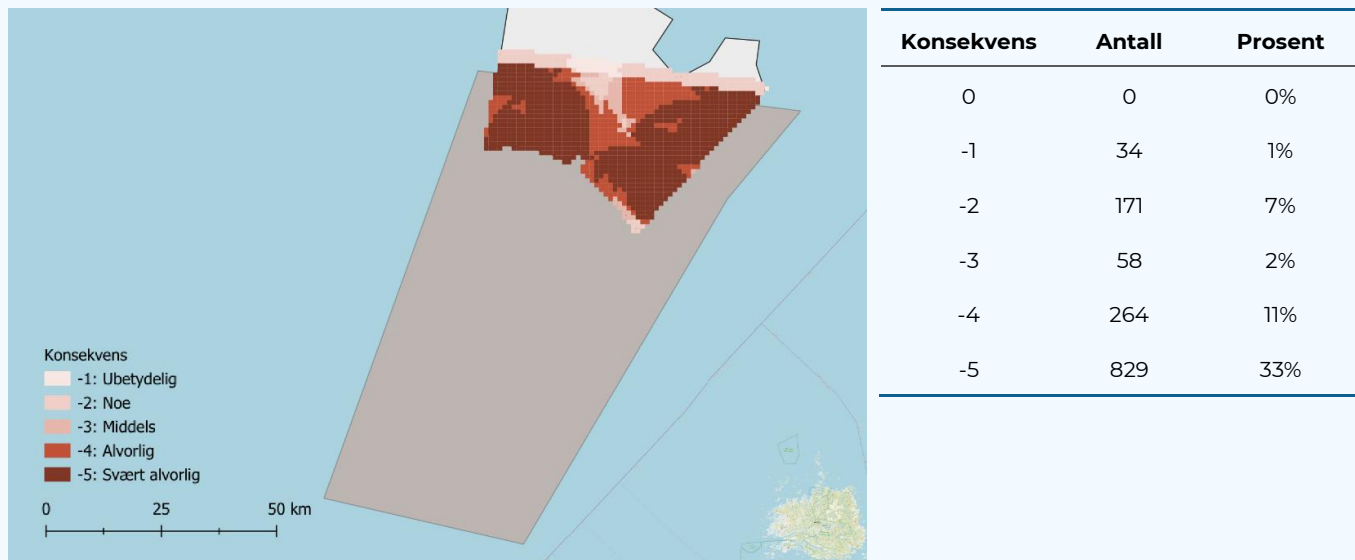 Konsekvens
-1: Ubetydelig
-2: Noe
-3: Middels
-4: Alvorlig
-5: Svært alvorlig
0 25 50 km
Konsekvens Antall Prosent
0 0 0%
-1 34 1%
-2 171 7%
-3 58 2%
-4 264 11%
-5 829 33%